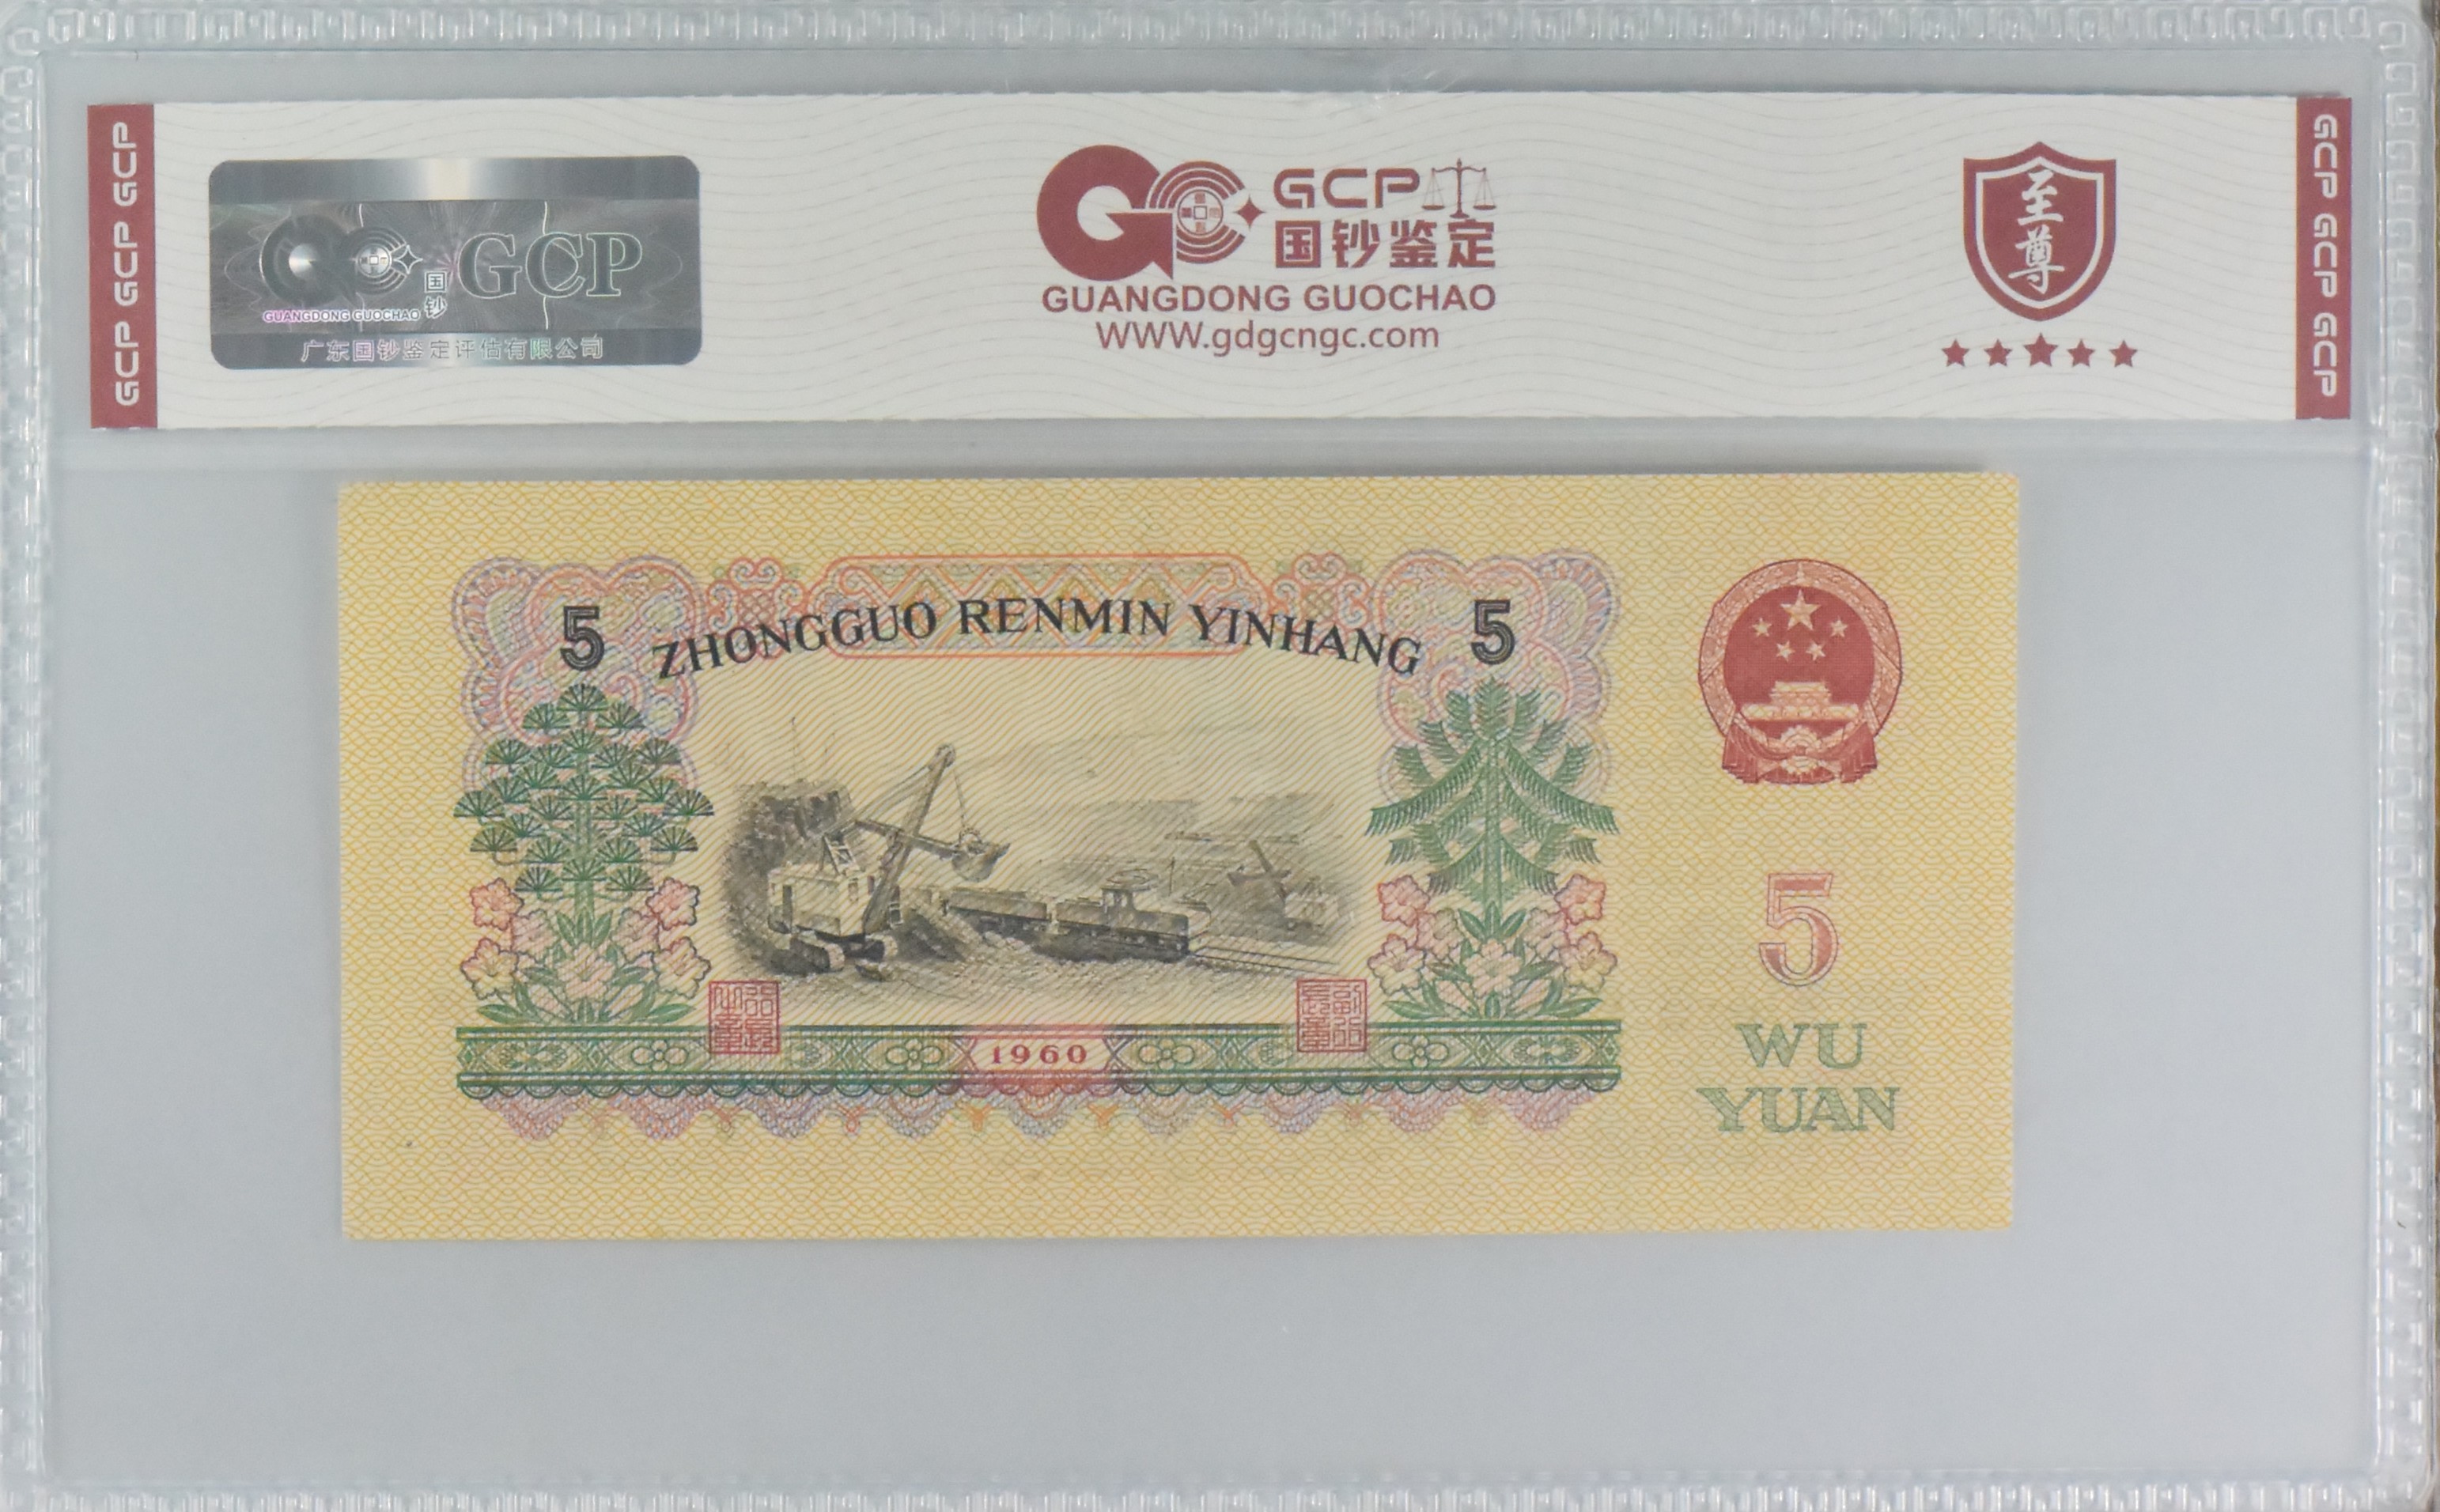 GCP GCP GCP
国钞
GCP
GUANGDONG GUOCHAO
广东国钞鉴定评估有限公司
GCP
国钞鉴定
GUANGDONG GUOCHAO
WWW.gdgcngc.com
至尊
GCP GCP GCP
5 ZHONGGUO RENMIN YINHANG 5
1960
5
WU
YUAN